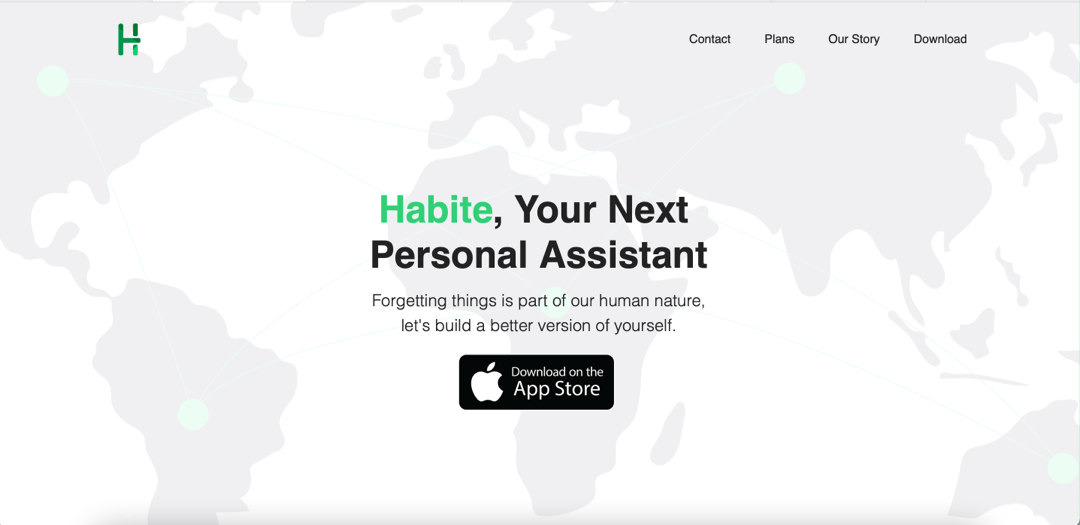 H
Contact Plans Our Story Download
Habite, Your Next
Personal Assistant
Forgetting things is part of our human nature,
let's build a better version of yourself.
Download on the
App Store